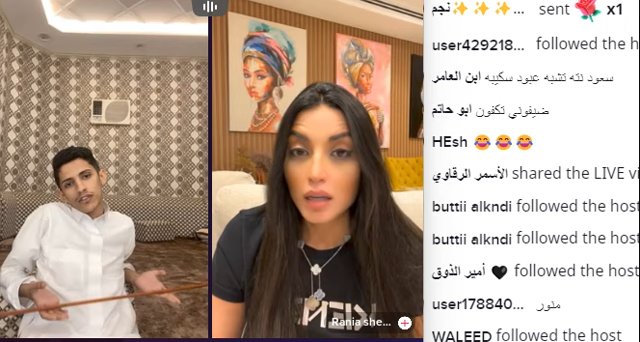 نجم✨✨✨... sent x1
user429218... followed the h
ابن العامر سعود نته تشبه عبود سكيبه
ابو حاتم ضيفوني تكفون
HEsh 😂😂😂
الأسمر الرقاوي shared the LIVE vi
buttii alkndi followed the host
buttii alkndi followed the host
أمير الذوق 🖤 followed the host
user178840... منور
WALEED followed the host
Rania she...